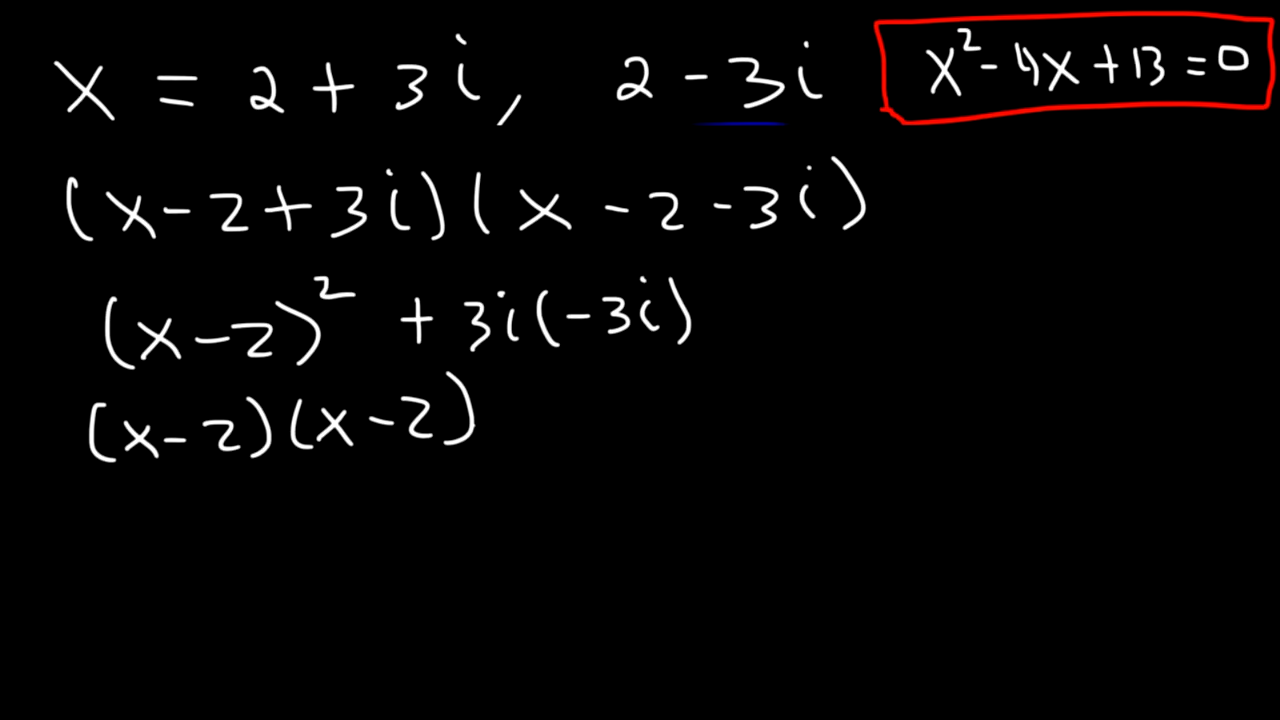 x = 2 + 3i, 2 - 3i
x² - 4x + 13 = 0
(x - 2 + 3i)(x - 2 - 3i)
(x - 2)² + 3i(-3i)
(x - 2)(x - 2)